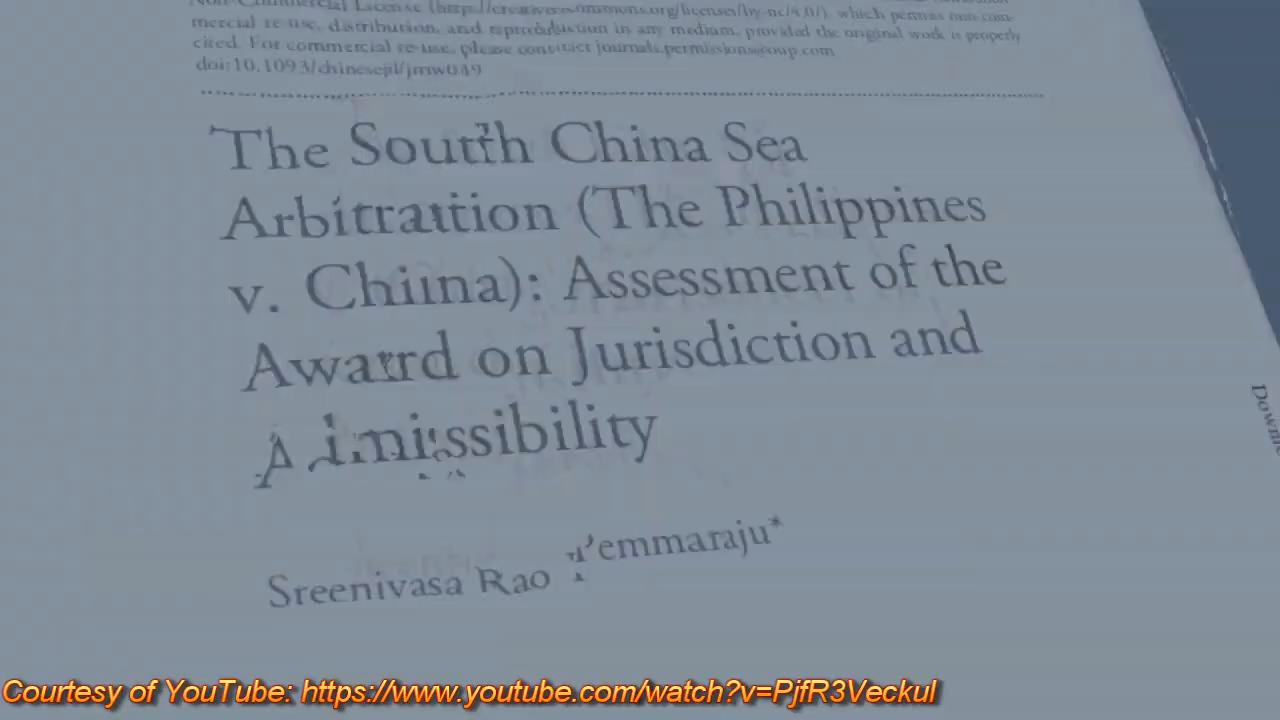 Non-Commercial License (http://creativecommons.org/licenses/by-nc/4.0/), which permits non-com-
mercial re-use, distribution, and reproduction in any medium, provided the original work is properly
cited. For commercial re-use, please contact journals.permissions@oup.com
doi:10.1093/chinesejil/jmw049
The South China Sea
Arbitration (The Philippines
v. China): Assessment of the
Award on Jurisdiction and
Admissibility
Sreenivasa Rao Pemmaraju*
Courtesy of YouTube: https://www.youtube.com/watch?v=PjfR3Veckul